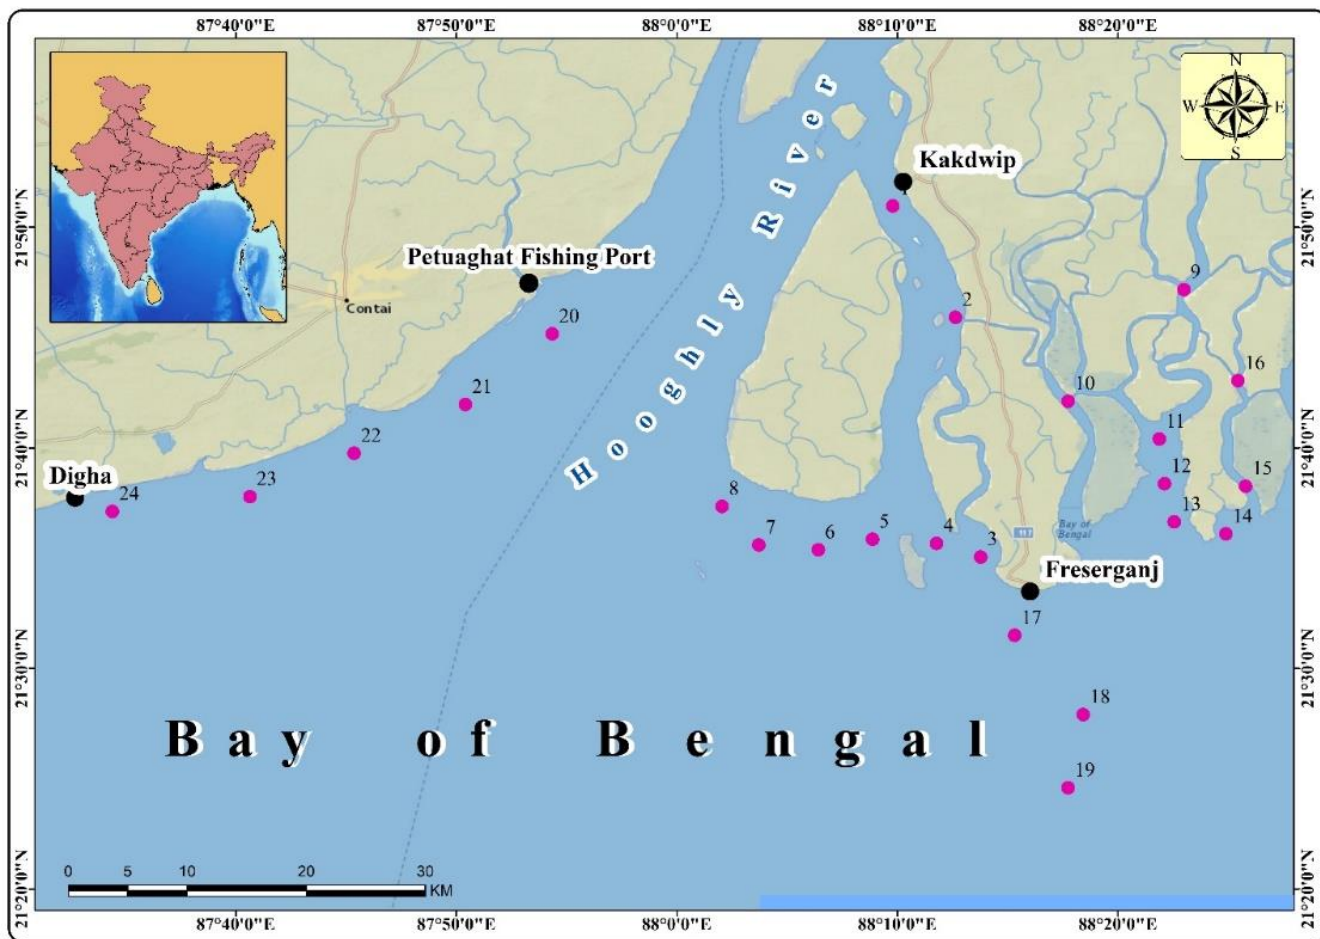 87°40'0"E 87°50'0"E 88°0'0"E 88°10'0"E 88°20'0"E
N
W E
S
Hooghly River
Kakdwip
21°50'0"N 21°50'0"N
Petuaghat Fishing Port
9
Contai
2
20
16
21
10
11
22
21°40'0"N 21°40'0"N
Digha
12
15
23
24
8
13
14
7
6
5
4
3
117
Bay of
Bengal
Freserganj
17
21°30'0"N 21°30'0"N
18
Bay of Bengal
19
0 5 10 20 30
KM
21°20'0"N 21°20'0"N
87°40'0"E 87°50'0"E 88°0'0"E 88°10'0"E 88°20'0"E